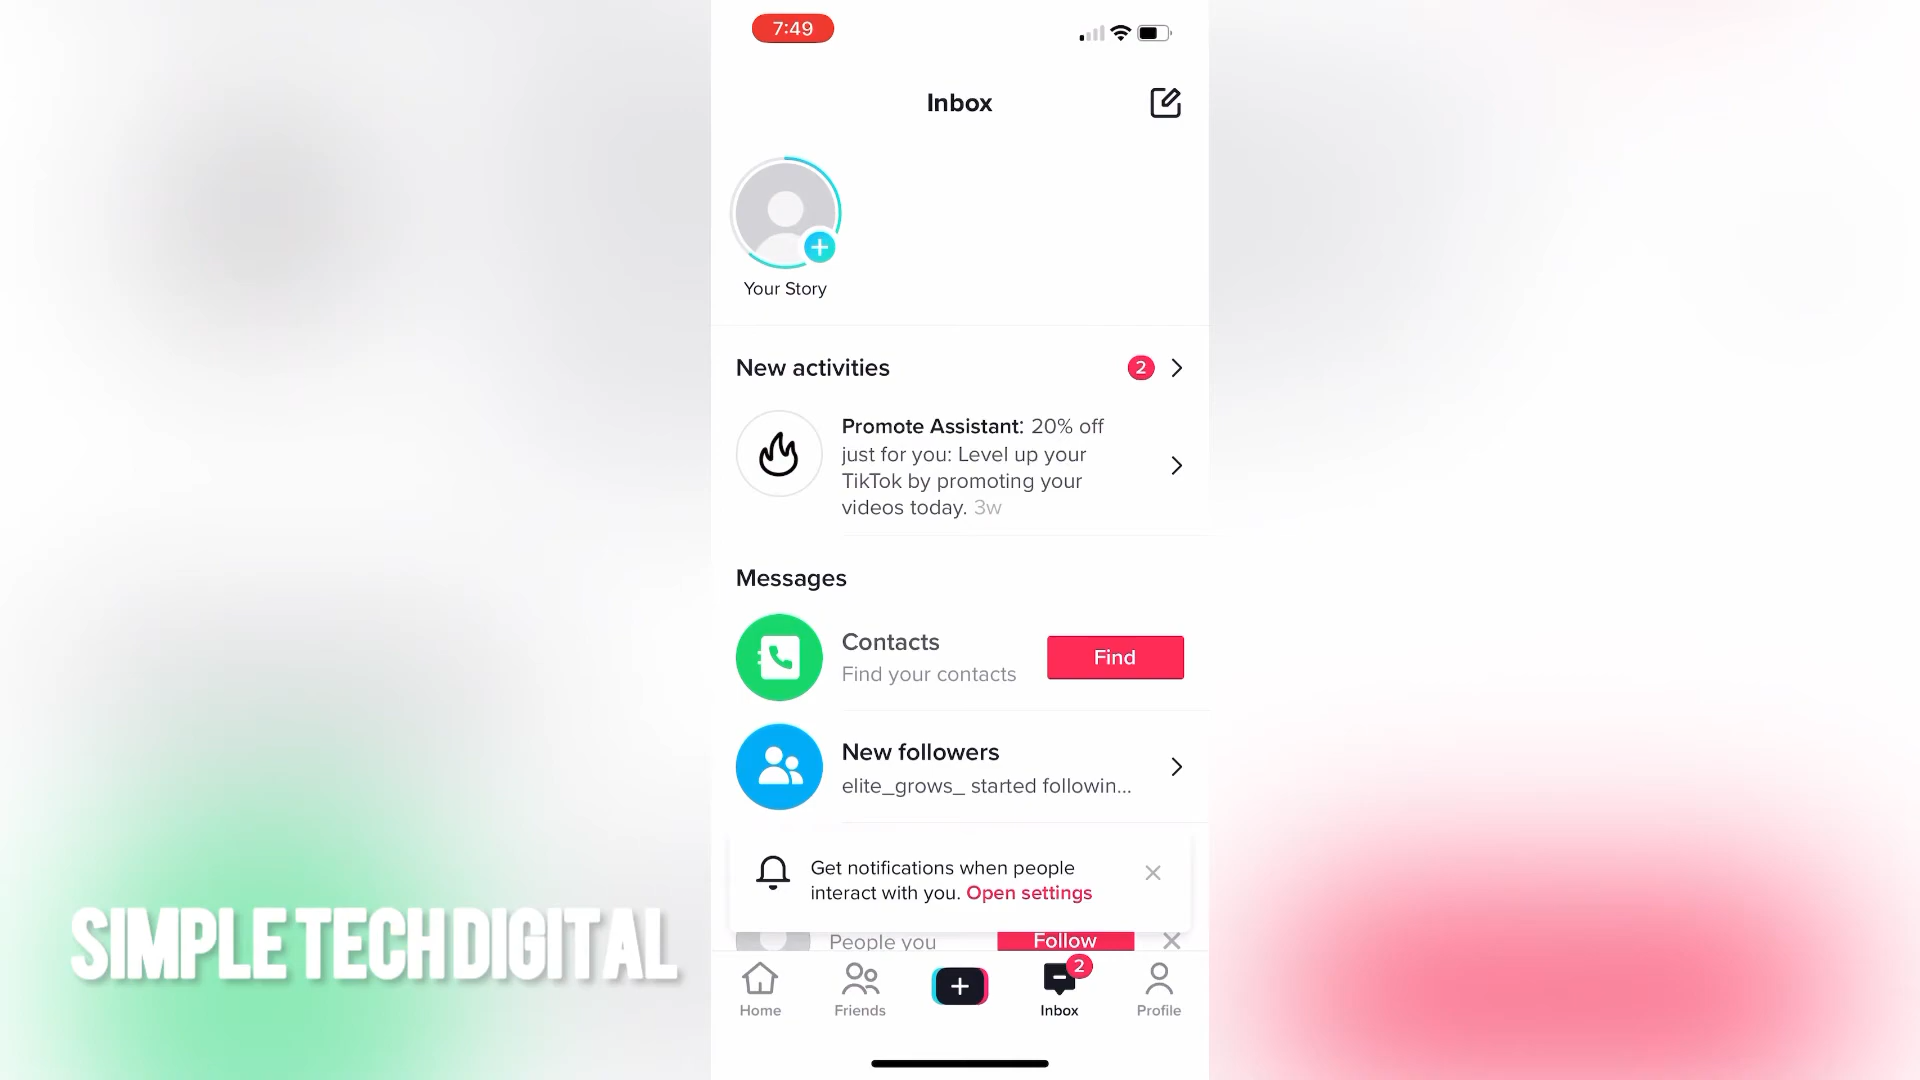 7:49
Inbox
Your Story
New activities
2
Promote Assistant: 20% off
just for you: Level up your
TikTok by promoting your
videos today. 3w
Messages
Contacts
Find your contacts
Find
New followers
elite_grows_ started followin...
Get notifications when people
interact with you. Open settings
People you
Follow
SIMPLE TECH DIGITAL
Home
Friends
2
Inbox
Profile